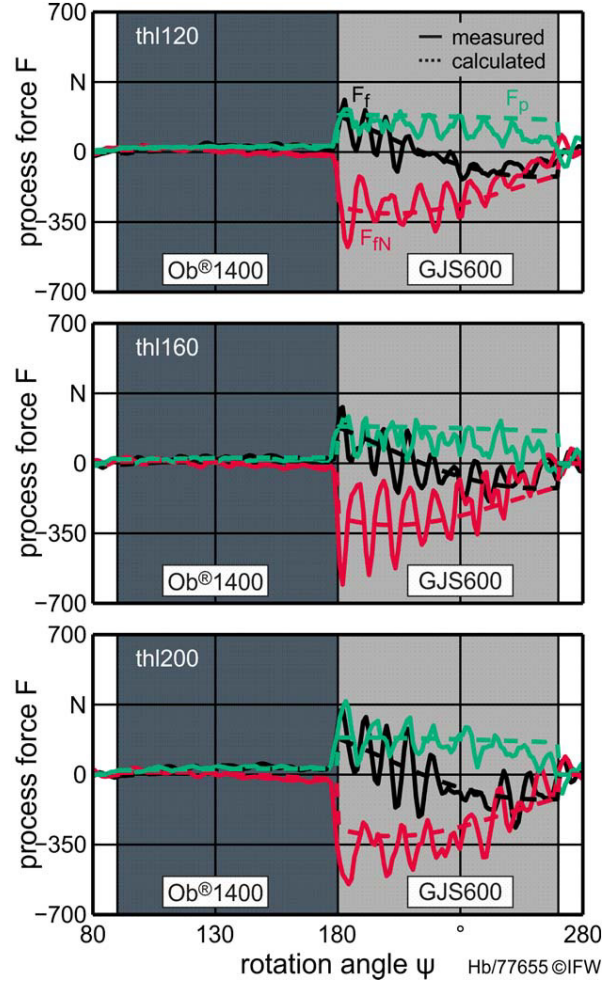 process force F
700
N
0
−350
−700
thl120
measured
calculated
Ff
Fp
FfN
Ob®1400
GJS600
process force F
700
N
0
−350
−700
thl160
Ob®1400
GJS600
process force F
700
N
0
−350
−700
thl200
Ob®1400
GJS600
80
130
180
°
280
rotation angle ψ
Hb/77655 ©IFW